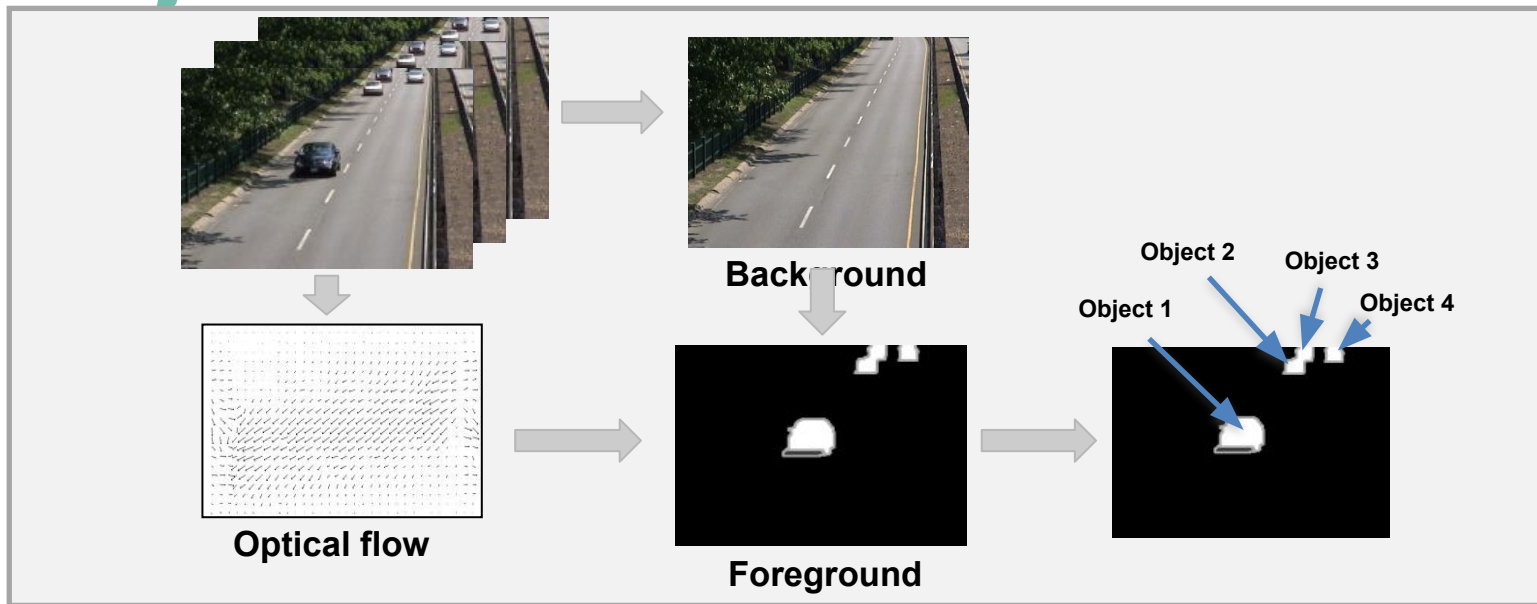 Background
Object 2
Object 3
Object 1
Object 4
Optical flow
Foreground